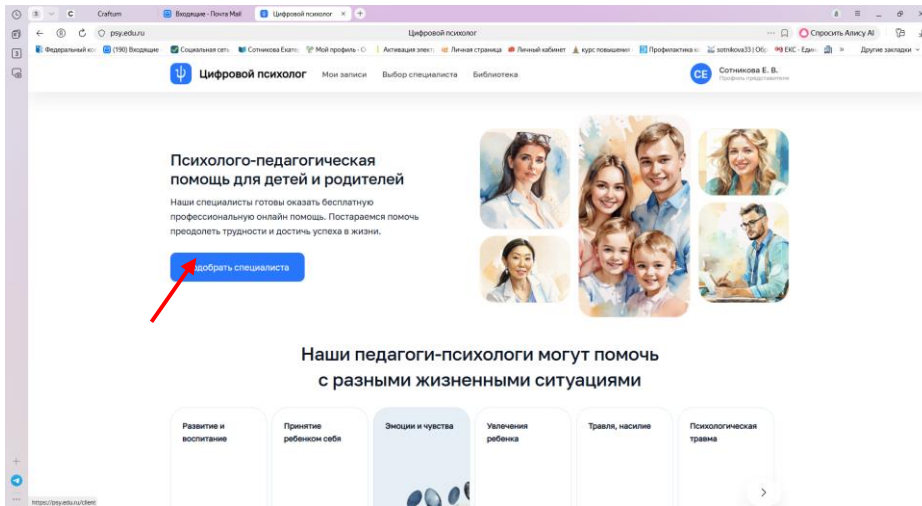 Craftum
Входящие - Почта Mail
Цифровой психолог
psy.edu.ru
Цифровой психолог
Спросить Алису AI
Федеральный ко
(190) Входящие -
Социальная сеть
Сотникова Екате
Мой профиль - О
Активация элект
Личная страница
Личный кабинет
курс повышения
Профилактика к
sotnikova33 | Об
ЕКС - Един
Другие закладки
Цифровой психолог
Мои записи
Выбор специалиста
Библиотека
СЕ
Сотникова Е. В.
Профиль представителя
Психолого-педагогическая
помощь для детей и родителей
Наши специалисты готовы оказать бесплатную
профессиональную онлайн помощь. Постараемся помочь
преодолеть трудности и достичь успеха в жизни.
одобрать специалиста
Наши педагоги-психологи могут помочь
с разными жизненными ситуациями
Развитие и
воспитание
Принятие
ребенком себя
Эмоции и чувства
Увлечения
ребенка
Травля, насилие
Психологическая
травма
https://psy.edu.ru/client